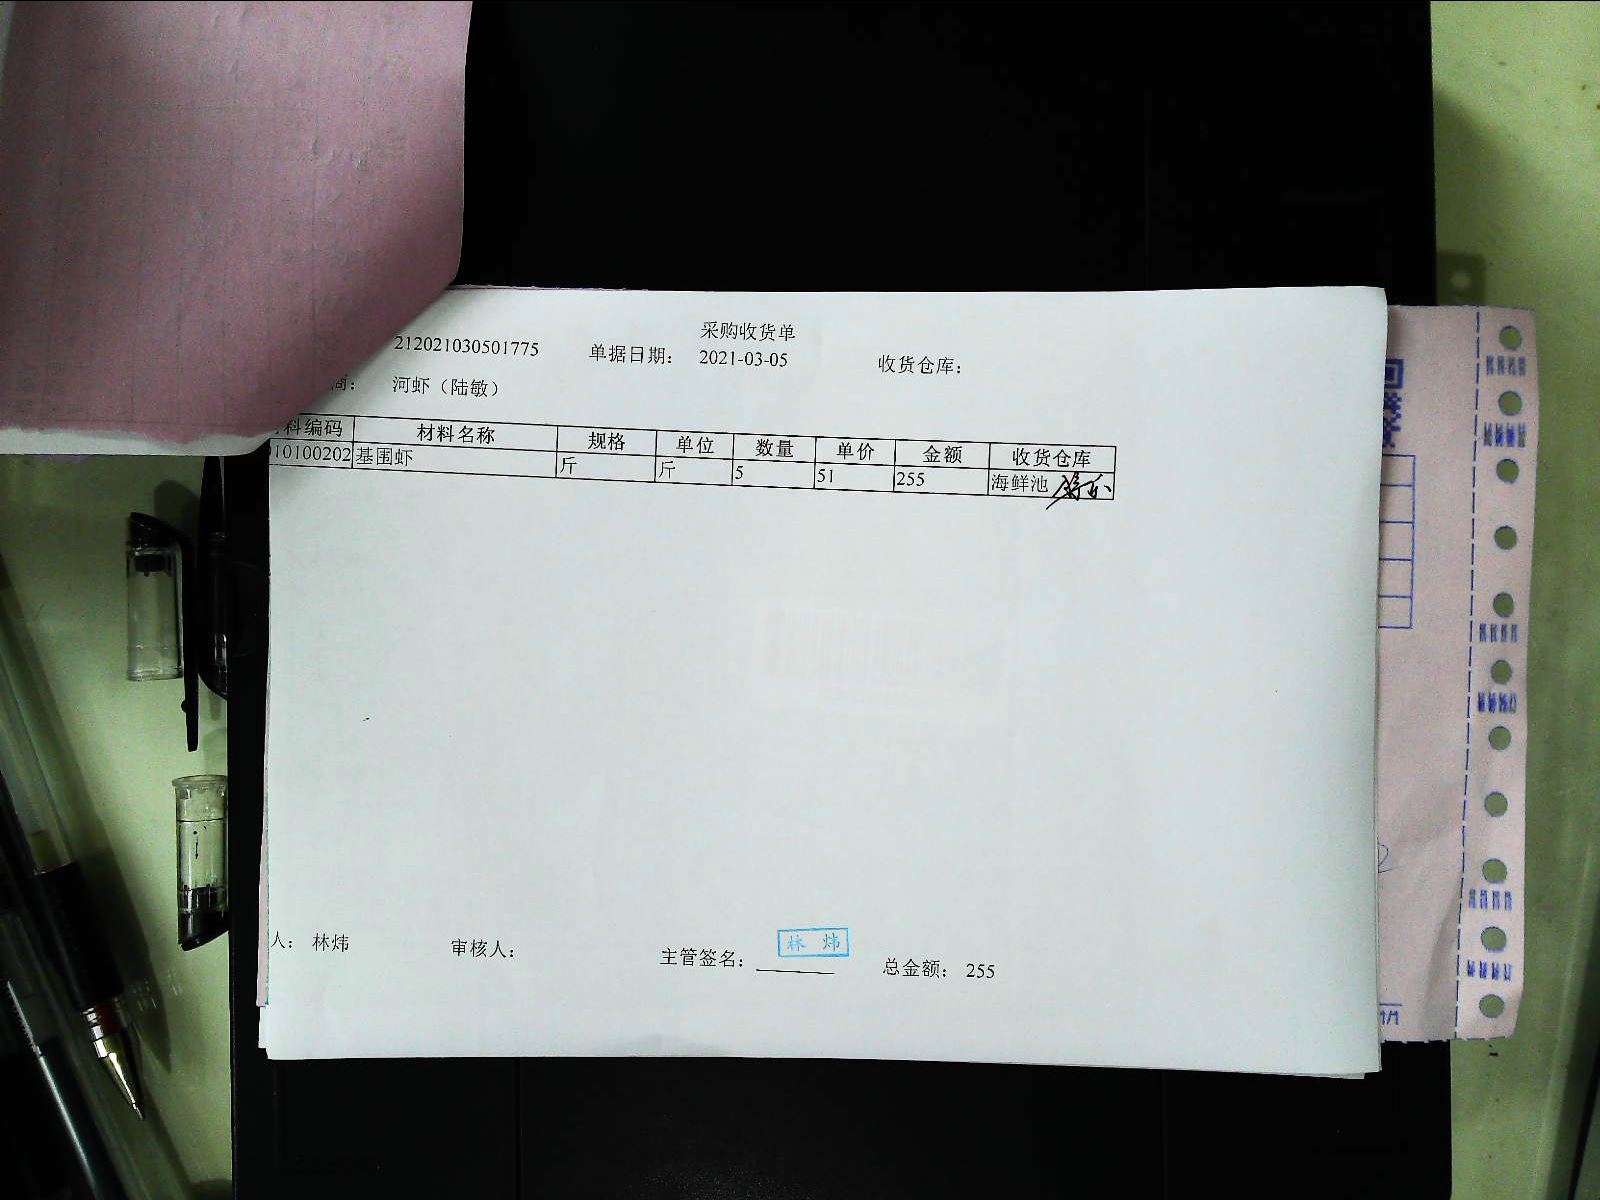 采购收货单
212021030501775 单据日期： 2021-03-05 收货仓库：
商： 河虾（陆敏）
料编码 材料名称 规格 单位 数量 单价 金额 收货仓库
10100202 基围虾 斤 斤 5 51 255 海鲜池
人： 林炜 审核人： 主管签名： 林 炜 总金额： 255